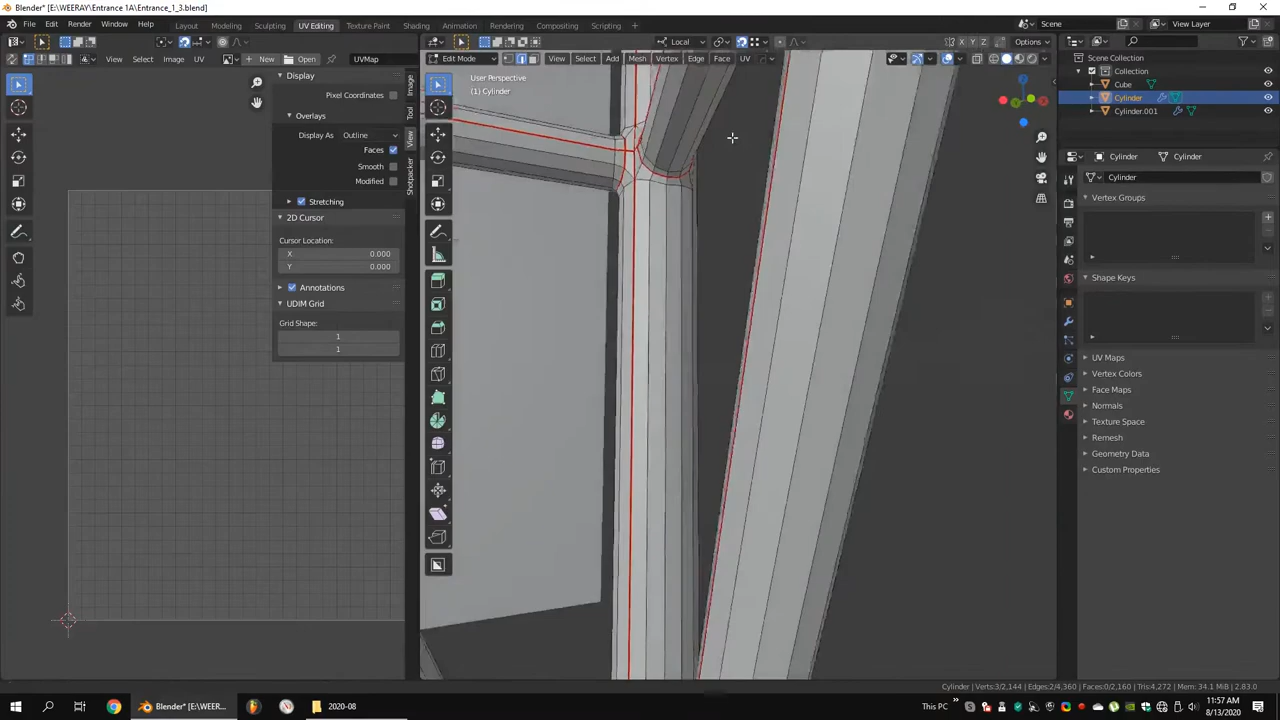 Blender* [E:\WEERAY\Entrance 1A\Entrance_1_3.blend]
File Edit Render Window Help Layout Modeling Sculpting UV Editing Texture Paint Shading Animation Rendering Compositing Scripting Scene View Layer
Local Options
View Select Image UV New Open UVMap Edit Mode View Select Add Mesh Vertex Edge Face UV
Display
Pixel Coordinates
Overlays
Display As Outline
Faces
Smooth
Modified
Stretching
2D Cursor
Cursor Location:
X 0.000
Y 0.000
Annotations
UDIM Grid
Grid Shape:
1
1
Image
Tool
View
Shotpacker
User Perspective
(1) Cylinder
X Y Z
Scene Collection
Collection
Cube
Cylinder
Cylinder.001
Cylinder Cylinder
Cylinder
Vertex Groups
Shape Keys
UV Maps
Vertex Colors
Face Maps
Normals
Texture Space
Remesh
Geometry Data
Custom Properties
Cylinder | Verts:3/2,144 | Edges:2/4,360 | Faces:0/2,160 | Tris:4,272 | Mem: 34.1 MiB | 2.83.0
Blender* [E:\WEERAY... 2020-08 This PC 11:57 AM
8/13/2020